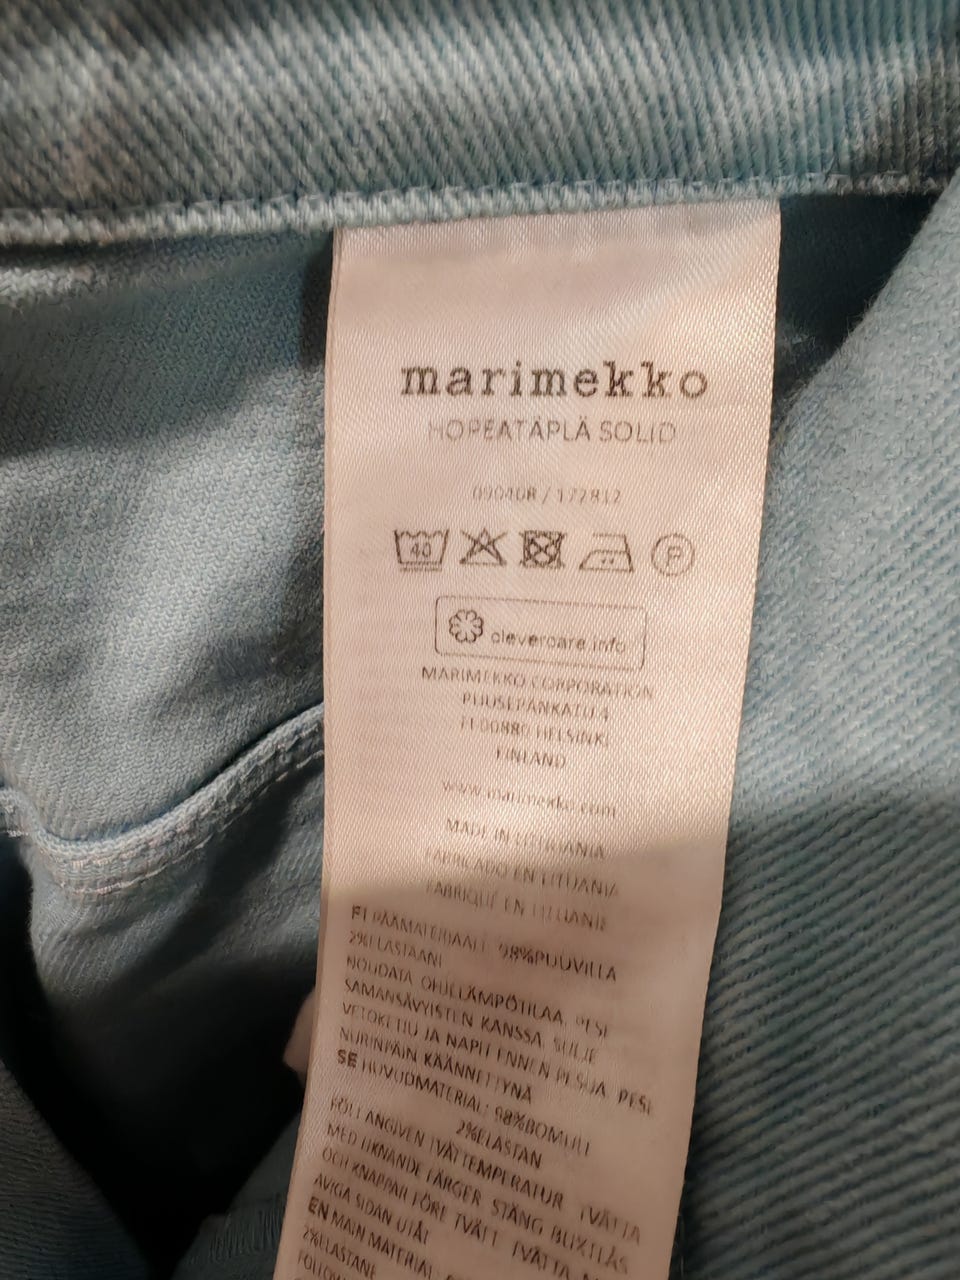 marimekko
HOPEATÄPLÄ SOLID
090408 / 172812
40
P
clevercare.info
MARIMEKKO CORPORATION
PUUSEPÄNKATU 4
FI 00880 HELSINKI
FINLAND
www.marimekko.com
MADE IN LITHUANIA
FABRICADO EN LITUANIA
FABRIQUÉ EN LITUANIE
FI PÄÄMATERIAALI: 98%PUUVILLA
2%ELASTAANI
NOUDATA OHJELÄMPÖTILAA, PESE
SAMANSÄVYISTEN KANSSA, SULJE
VETOKETJU JA NAPIT ENNEN PESUA, PESE
NURINPÄIN KÄÄNNETTYNÄ
SE HUVUDMATERIAL: 98%BOMULL
2%ELASTAN
FÖLJ ANGIVEN TVÄTTEMPERATUR TVÄTTA
MED LIKNANDE FÄRGER STÄNG BLIXTLÅS
OCH KNAPPAR FÖRE TVÄTT TVÄTTA
AVIGA SIDAN UTÅT
EN MAIN MATERIAL
2%ELASTANE
FOLLOW